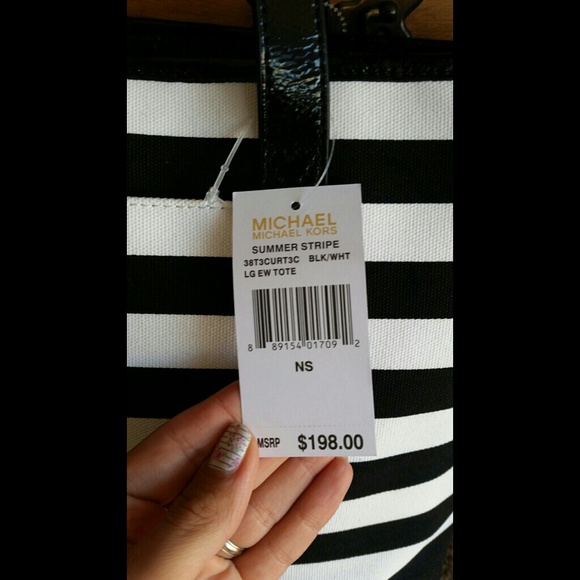 MICHAEL
MICHAEL KORS
SUMMER STRIPE
38T3CURT3C BLK/WHT
LG EW TOTE
8 89154 01709 2
NS
MSRP $198.00